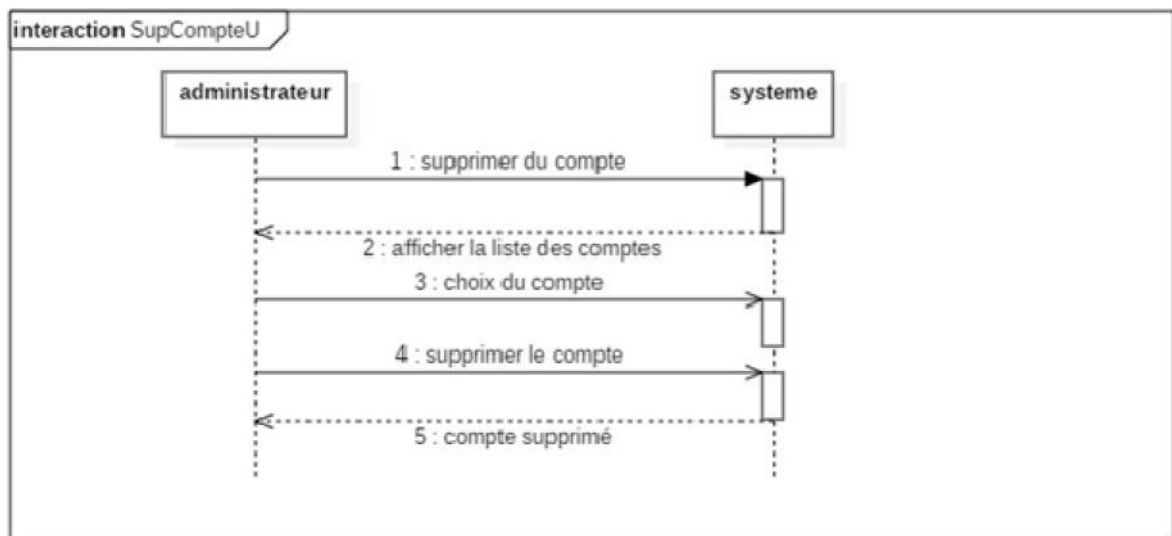 interaction SupCompteU
administrateur
systeme
1 : supprimer du compte
2 : afficher la liste des comptes
3 : choix du compte
4 : supprimer le compte
5 : compte supprimé